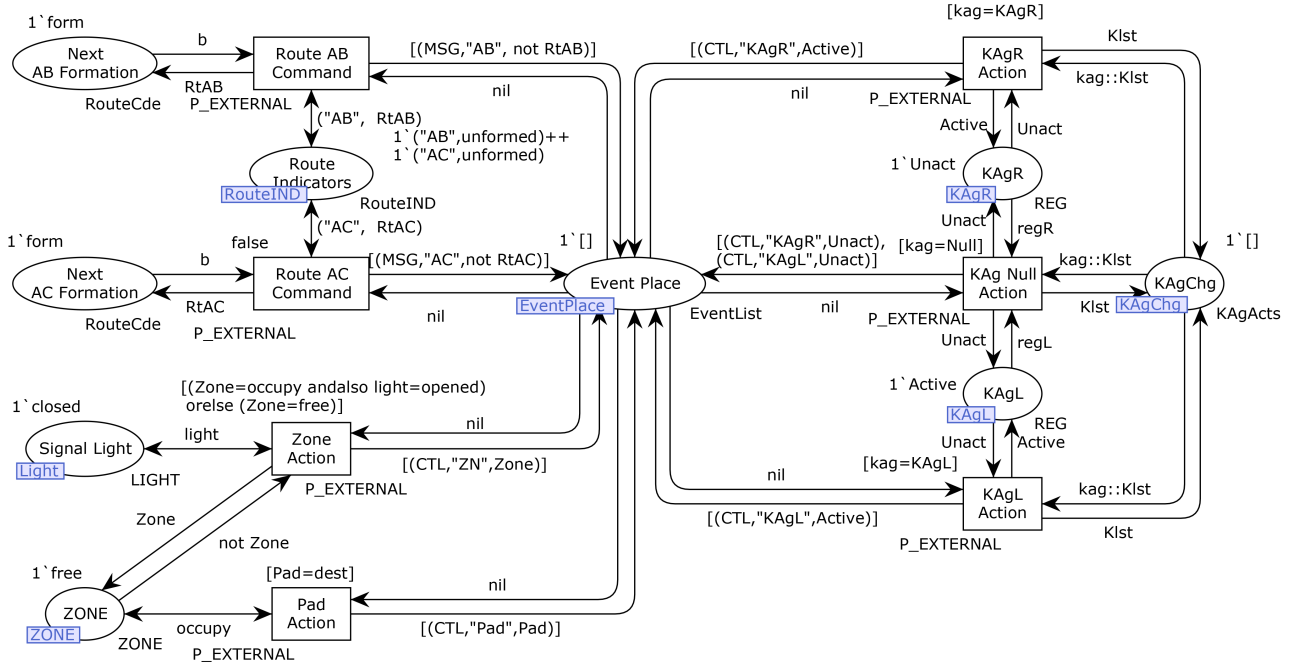 [kag=KAgR]
1`form
Next
AB Formation
RouteCde
b
RtAB
Route AB
Command
P_EXTERNAL
[(MSG,"AB", not RtAB)]
nil
("AB",  RtAB)
1`("AB",unformed)++
1`("AC",unformed)
Route
Indicators
RouteIND
RouteIND
("AC",  RtAC)
1`form
Next
AC Formation
RouteCde
b
RtAC
false
Route AC
Command
P_EXTERNAL
[(MSG,"AC",not RtAC)]
nil
1`[]
Event Place
EventPlace
EventList
[(CTL,"KAgR",Active)]
nil
KAgR
Action
P_EXTERNAL
Klst
kag::Klst
Active
Unact
1`Unact
KAgR
KAgR
REG
Unact
regR
[(CTL,"KAgR",Unact),
(CTL,"KAgL",Unact)]
[kag=Null]
nil
KAg Null
Action
P_EXTERNAL
kag::Klst
Klst
1`[]
KAgChg
KAgChg
KAgActs
Unact
regL
1`Active
KAgL
KAgL
REG
Unact
Active
[kag=KAgL]
nil
[(CTL,"KAgL",Active)]
KAgL
Action
P_EXTERNAL
kag::Klst
Klst
[(Zone=occupy andalso light=opened)
orelse (Zone=free)]
1`closed
Signal Light
Light
LIGHT
light
Zone
Action
P_EXTERNAL
nil
[(CTL,"ZN",Zone)]
Zone
not Zone
1`free
ZONE
ZONE
ZONE
occupy
[Pad=dest]
Pad
Action
P_EXTERNAL
nil
[(CTL,"Pad",Pad)]